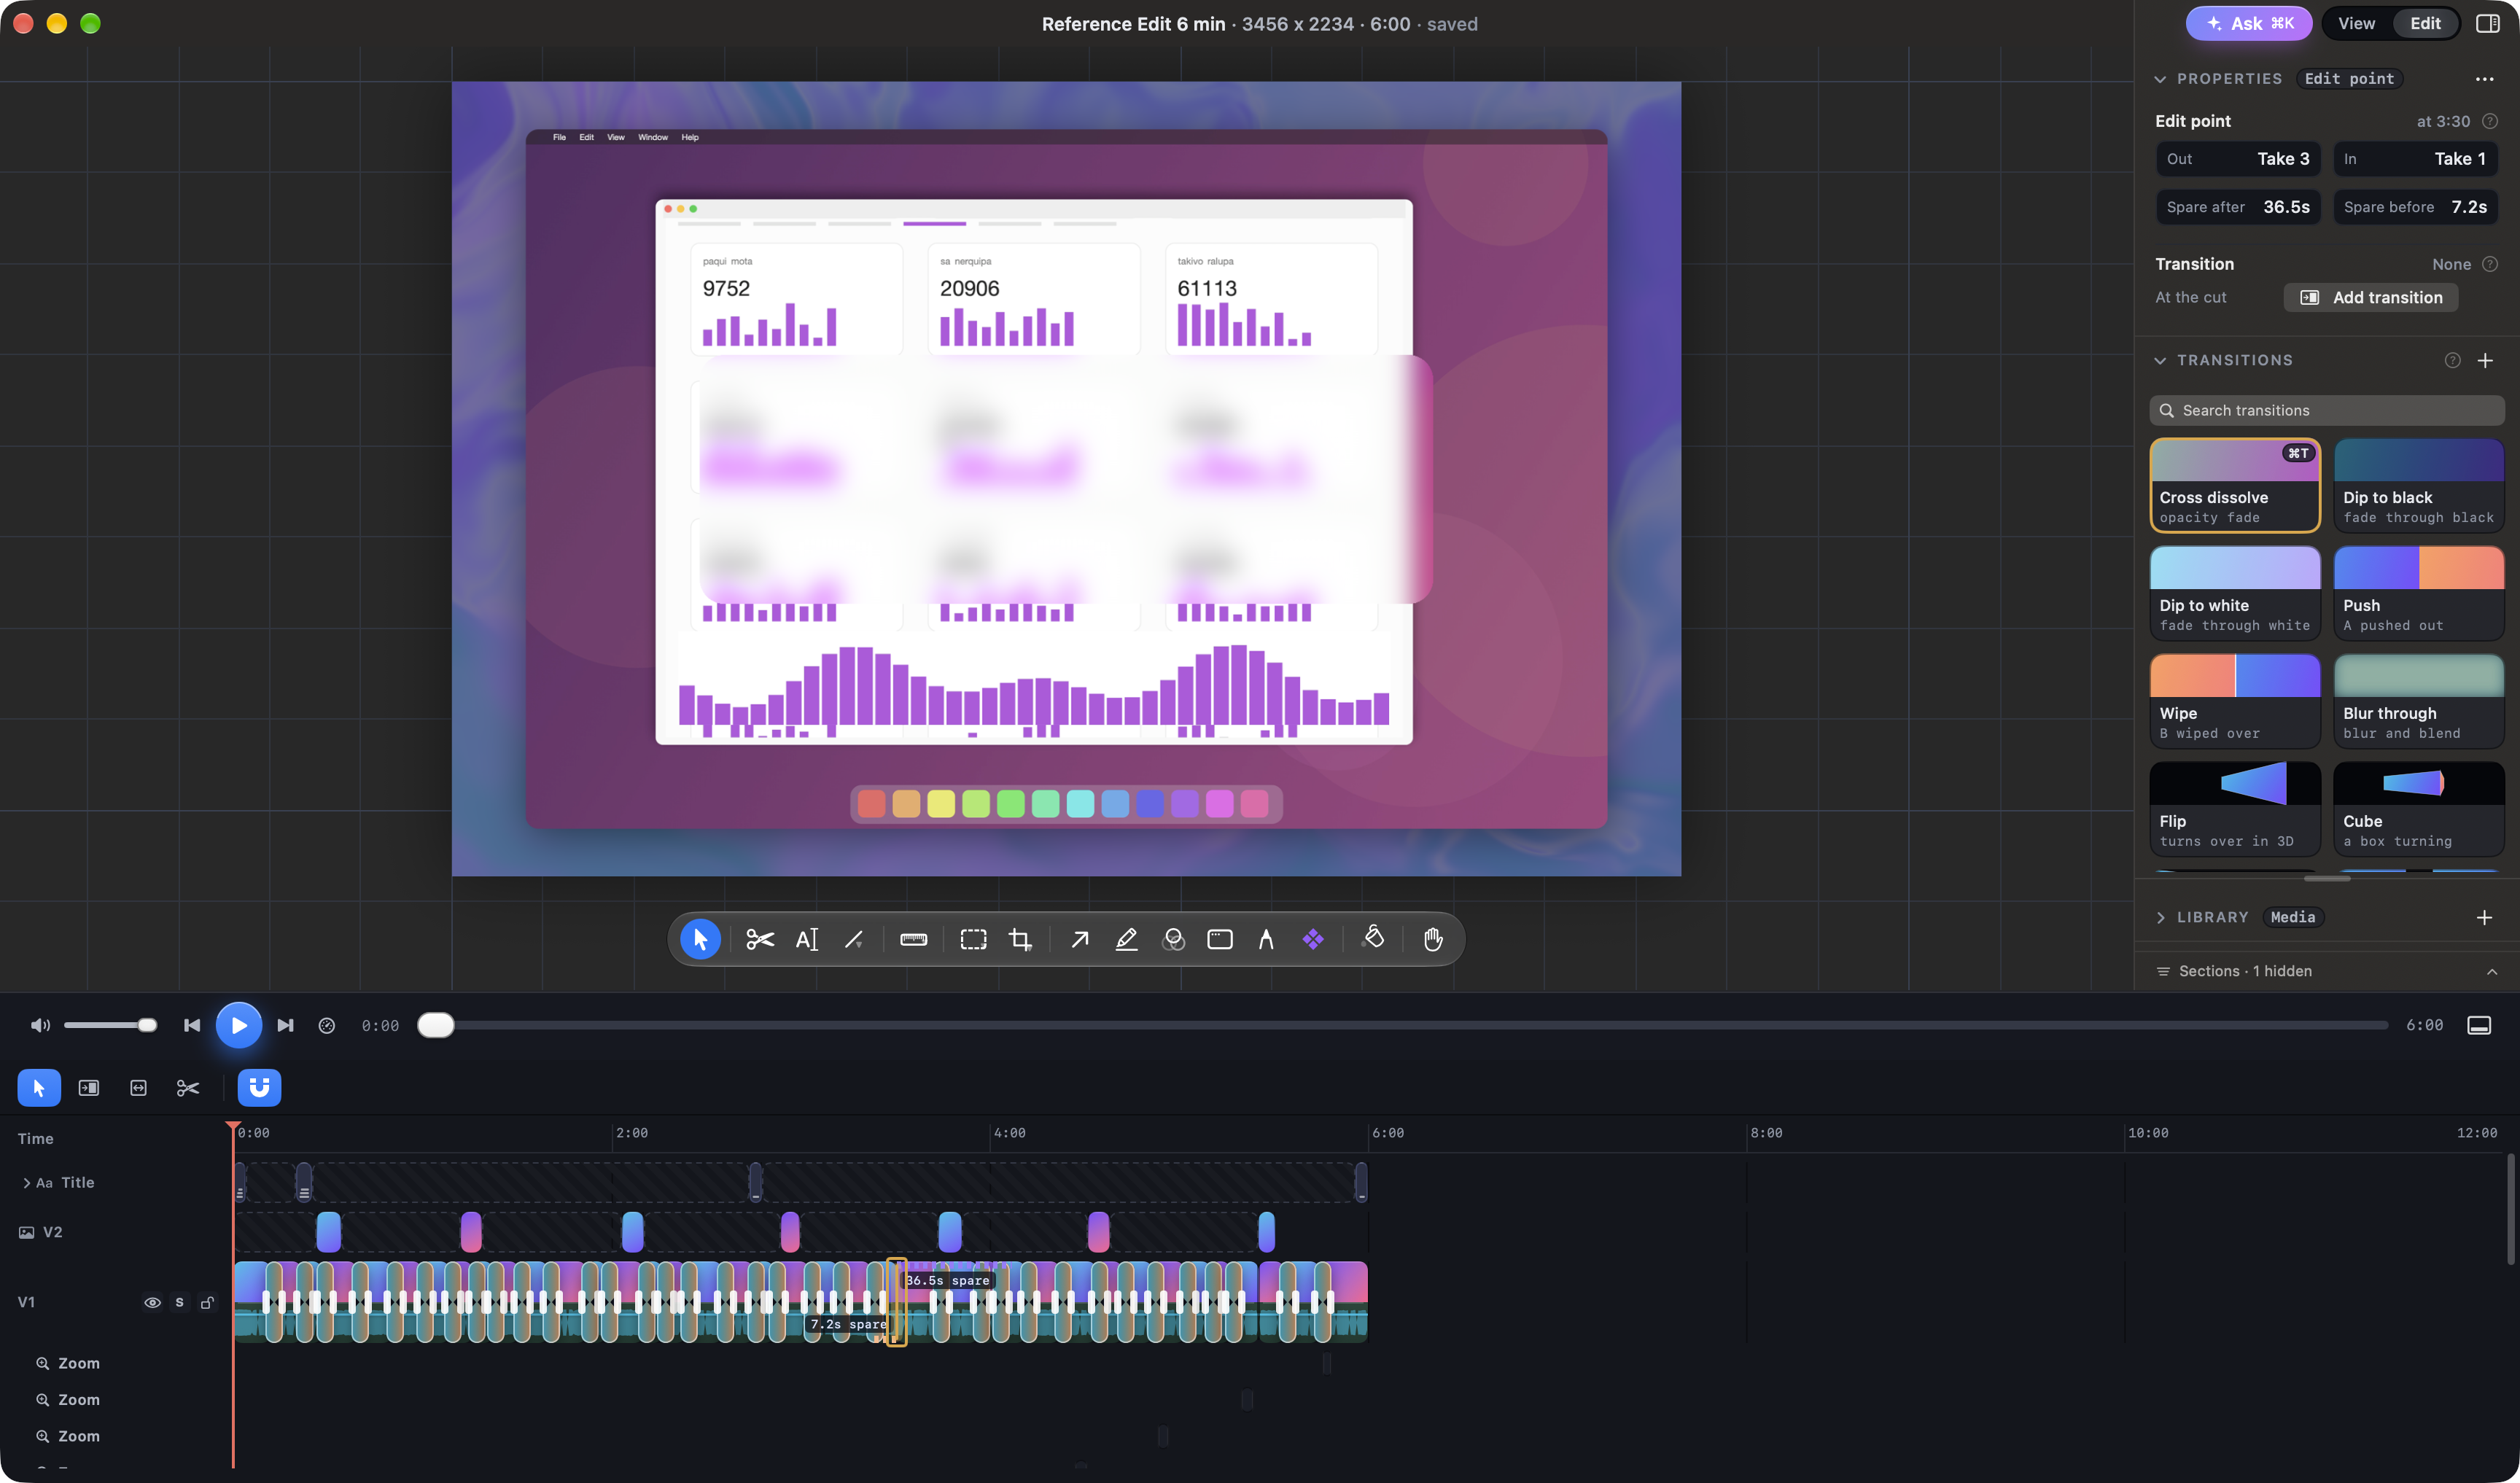 Reference Edit 6 min · 3456 x 2234 · 6:00 · saved
Ask ⌘K
View
Edit
File Edit View Window Help
paqui mota
9752
sa nerquipa
20906
takivo ralupa
61113
PROPERTIES Edit point
Edit point at 3:30
Out Take 3
In Take 1
Spare after 36.5s
Spare before 7.2s
Transition None
At the cut Add transition
TRANSITIONS
Search transitions
⌘T
Cross dissolve
opacity fade
Dip to black
fade through black
Dip to white
fade through white
Push
A pushed out
Wipe
B wiped over
Blur through
blur and blend
Flip
turns over in 3D
Cube
a box turning
LIBRARY Media
Sections · 1 hidden
0:00
6:00
Time
0:00 2:00 4:00 6:00 8:00 10:00 12:00
Aa Title
V2
V1 S
36.5s spare
7.2s spare
Zoom
Zoom
Zoom